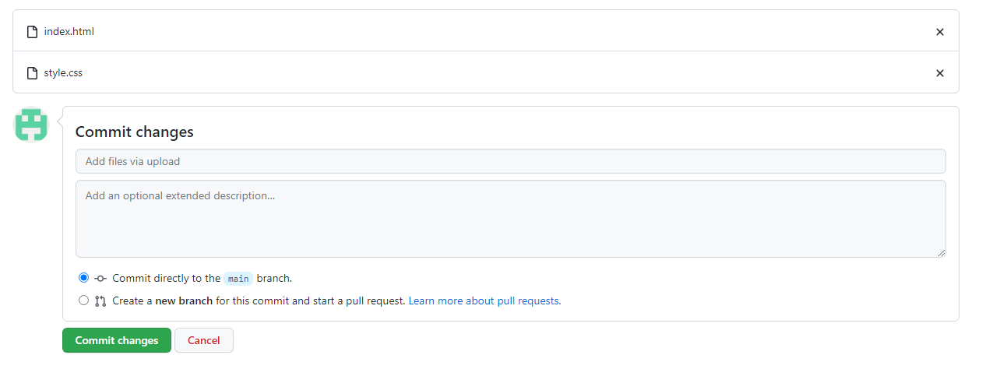 index.html
style.css
Commit changes
Add files via upload
Add an optional extended description...
Commit directly to the main branch.
Create a new branch for this commit and start a pull request. Learn more about pull requests.
Commit changes Cancel